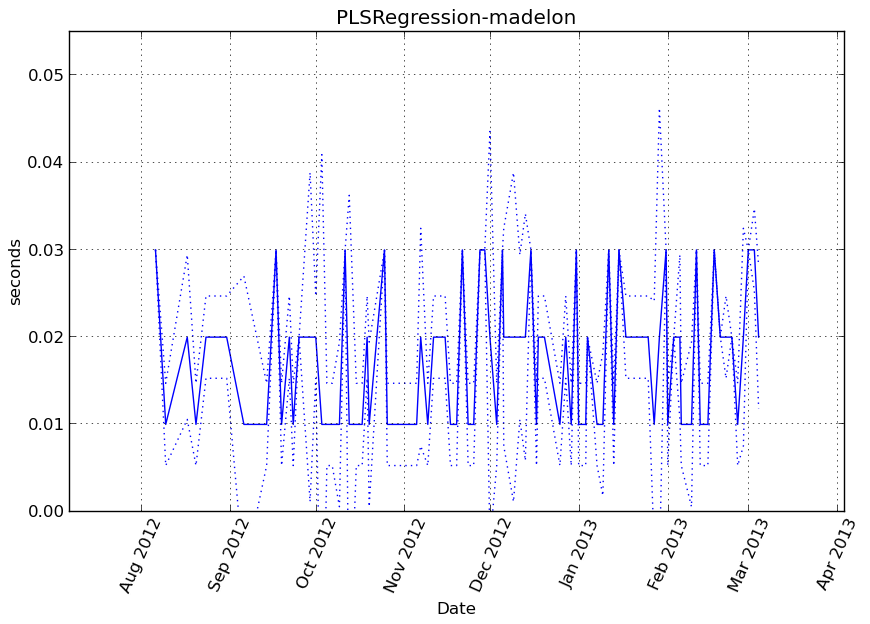 PLSRegression-madelon
0.05
0.04
0.03
0.02
0.01
0.00
seconds
Aug 2012
Sep 2012
Oct 2012
Nov 2012
Dec 2012
Jan 2013
Feb 2013
Mar 2013
Apr 2013
Date